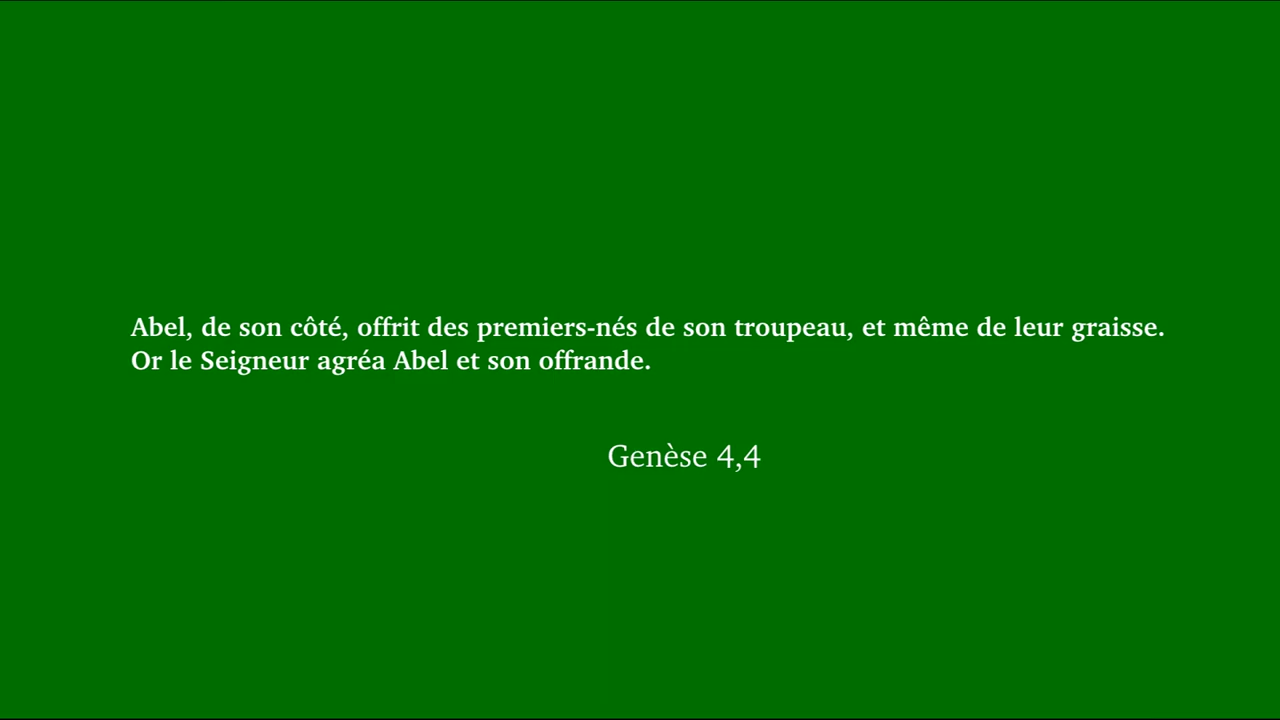 Abel, de son côté, offrit des premiers-nés de son troupeau, et même de leur graisse.
Or le Seigneur agréa Abel et son offrande.
Genèse 4,4